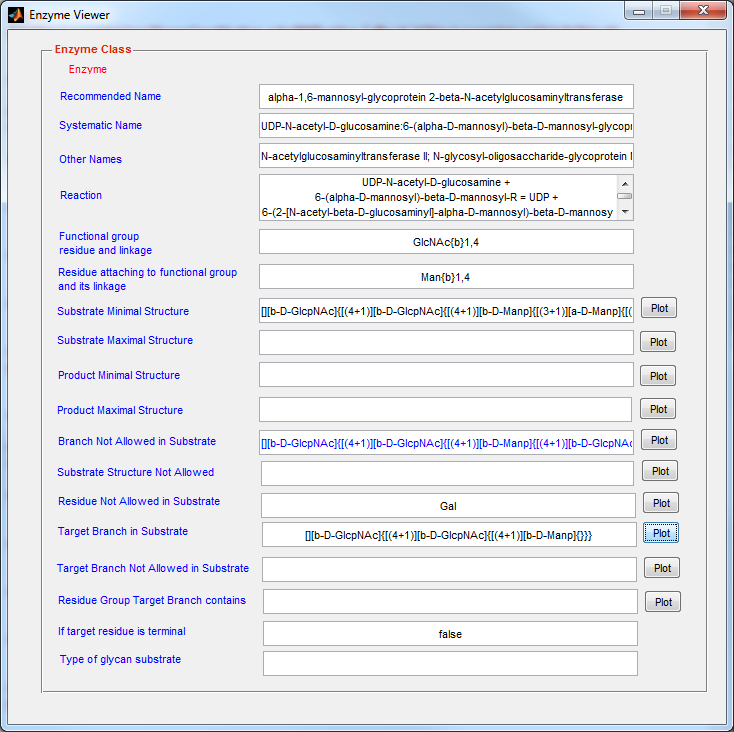 Enzyme Viewer
Enzyme Class
Enzyme
Recommended Name
alpha-1,6-mannosyl-glycoprotein 2-beta-N-acetylglucosaminyltransferase
Systematic Name
UDP-N-acetyl-D-glucosamine:6-(alpha-D-mannosyl)-beta-D-mannosyl-glycopr
Other Names
N-acetylglucosaminyltransferase II; N-glycosyl-oligosaccharide-glycoprotein
Reaction
UDP-N-acetyl-D-glucosamine +
6-(alpha-D-mannosyl)-beta-D-mannosyl-R = UDP +
6-(2-[N-acetyl-beta-D-glucosaminyl]-alpha-D-mannosyl)-beta-D-mannosy
Functional group
residue and linkage
GlcNAc{b}1,4
Residue attaching to functional group
and its linkage
Man{b}1,4
Substrate Minimal Structure
[][b-D-GlcpNAc]{[(4+1)][b-D-GlcpNAc]{[(4+1)][b-D-Manp]{[(3+1)][a-D-Manp]{[(
Plot
Substrate Maximal Structure
Plot
Product Minimal Structure
Plot
Product Maximal Structure
Plot
Branch Not Allowed in Substrate
[][b-D-GlcpNAc]{[(4+1)][b-D-GlcpNAc]{[(4+1)][b-D-Manp]{[(4+1)][b-D-GlcpNAc
Plot
Substrate Structure Not Allowed
Plot
Residue Not Allowed in Substrate
Gal
Plot
Target Branch in Substrate
[][b-D-GlcpNAc]{[(4+1)][b-D-GlcpNAc]{[(4+1)][b-D-Manp]{}}}
Plot
Target Branch Not Allowed in Substrate
Plot
Residue Group Target Branch contains
Plot
If target residue is terminal
false
Type of glycan substrate